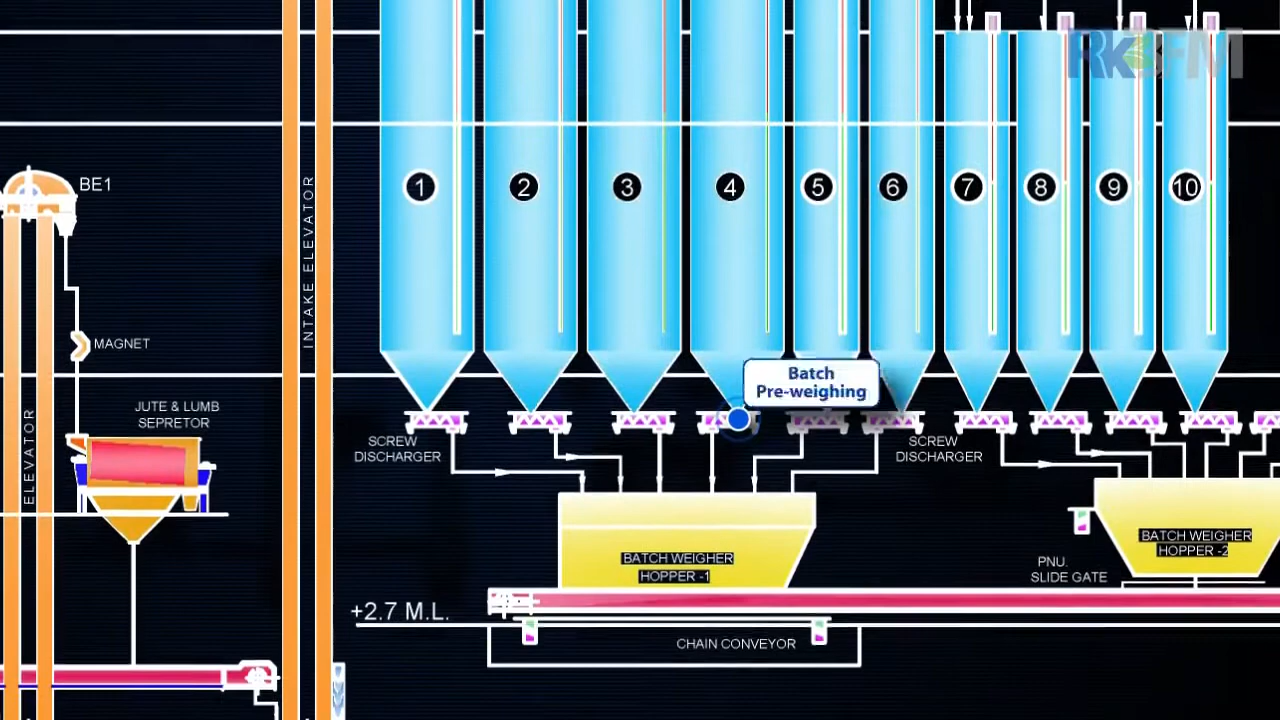 RK
FM
BE1
MAGNET
JUTE & LUMB
SEPRETOR
ELEVATOR
INTAKE ELEVATOR
1
2
3
4
5
6
7
8
9
10
Batch
Pre-weighing
SCREW
DISCHARGER
SCREW
DISCHARGER
BATCH WEIGHER
HOPPER -1
BATCH WEIGHER
HOPPER -2
PNU.
SLIDE GATE
+2.7 M.L.
CHAIN CONVEYOR